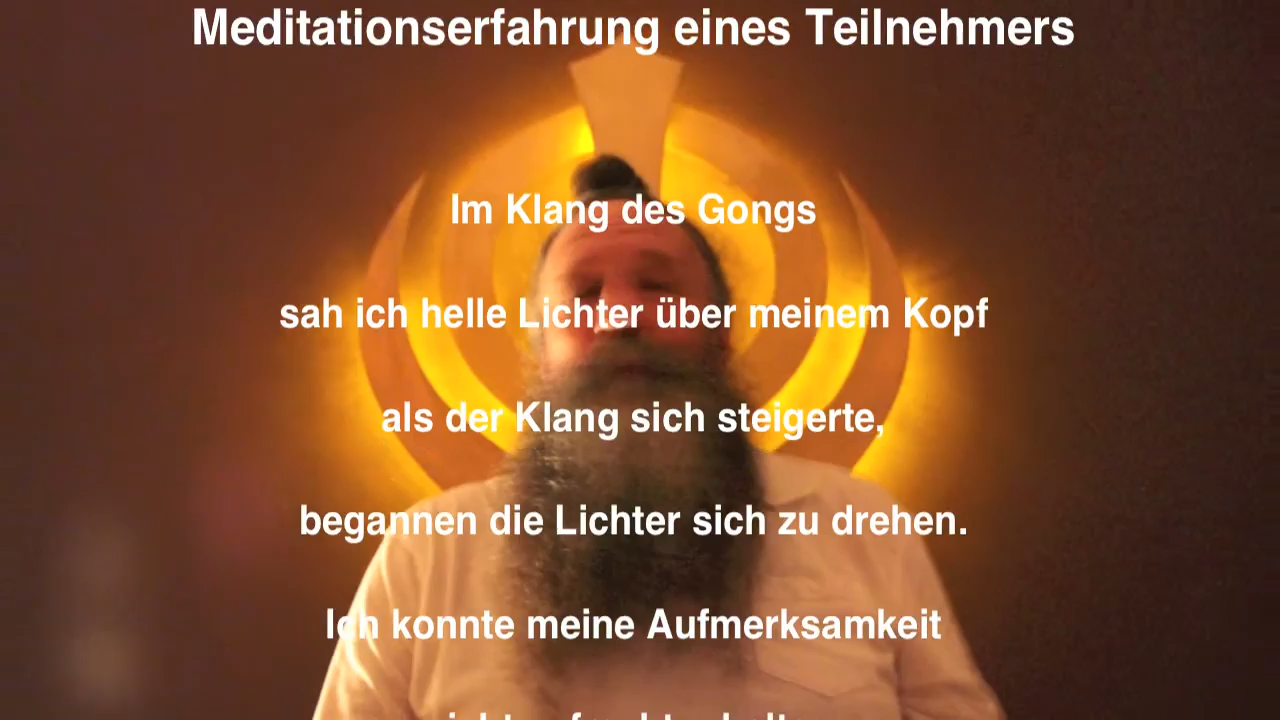 Meditationserfahrung eines Teilnehmers
Im Klang des Gongs
sah ich helle Lichter über meinem Kopf
als der Klang sich steigerte,
begannen die Lichter sich zu drehen.
Ich konnte meine Aufmerksamkeit